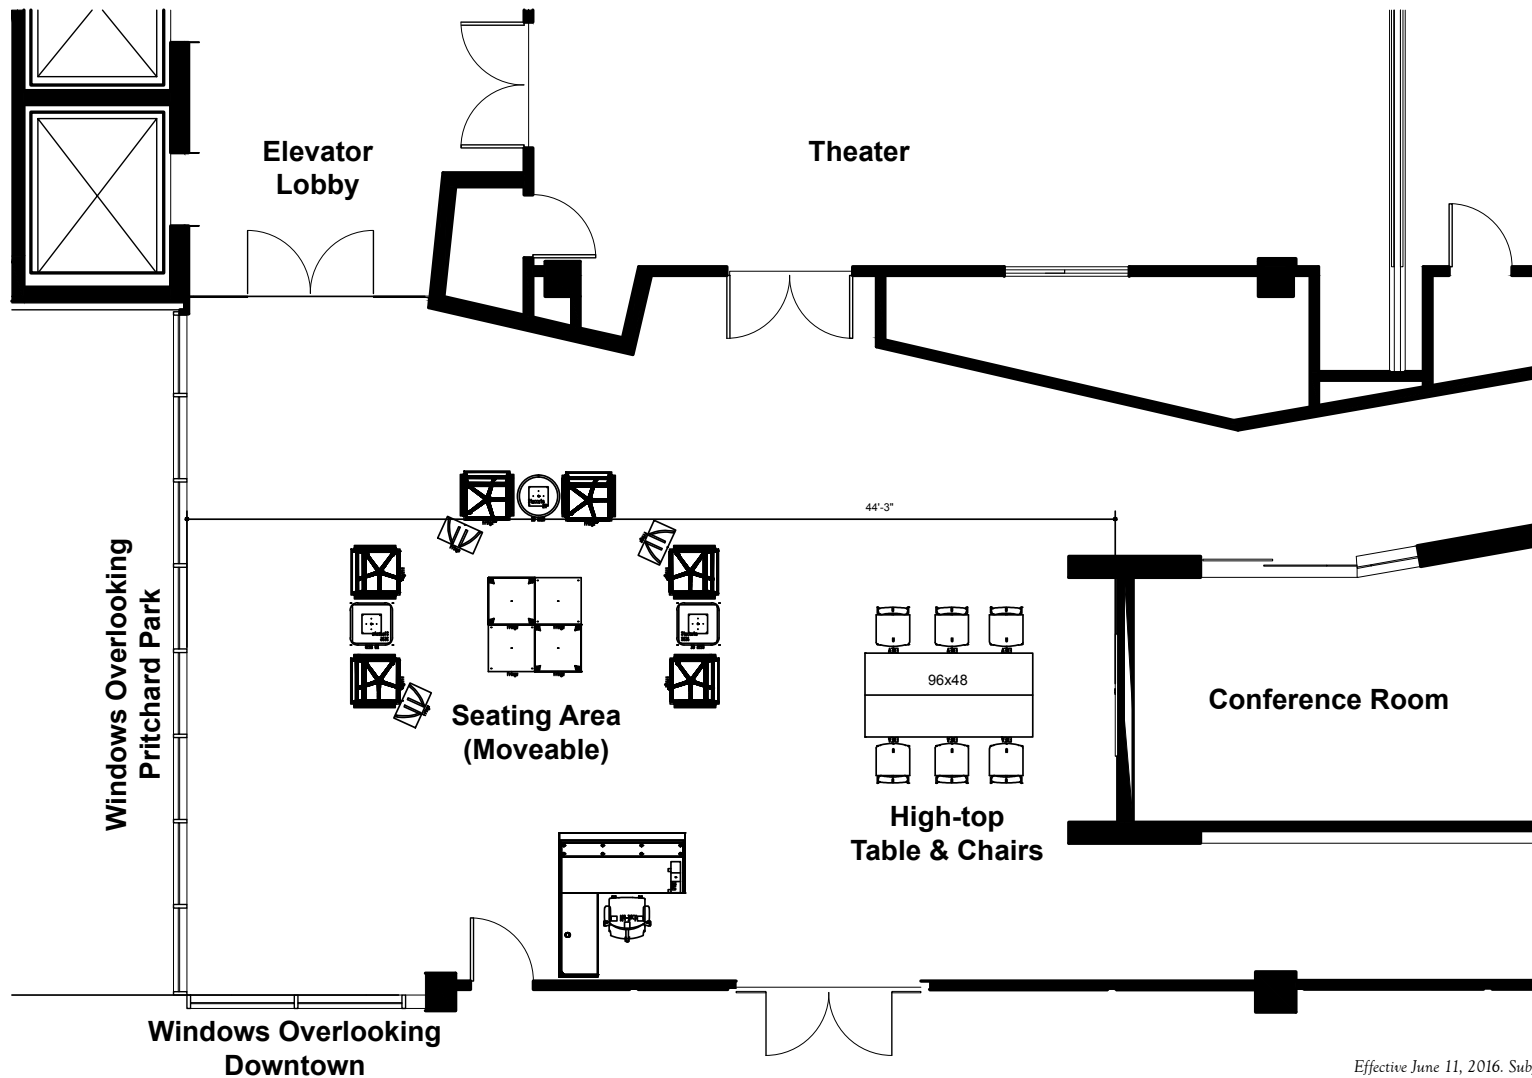 Elevator
Lobby
Theater
44'-3"
Windows Overlooking
Pritchard Park
96x48
Conference Room
Seating Area
(Moveable)
High-top
Table & Chairs
Windows Overlooking
Downtown
Effective June 11, 2016.